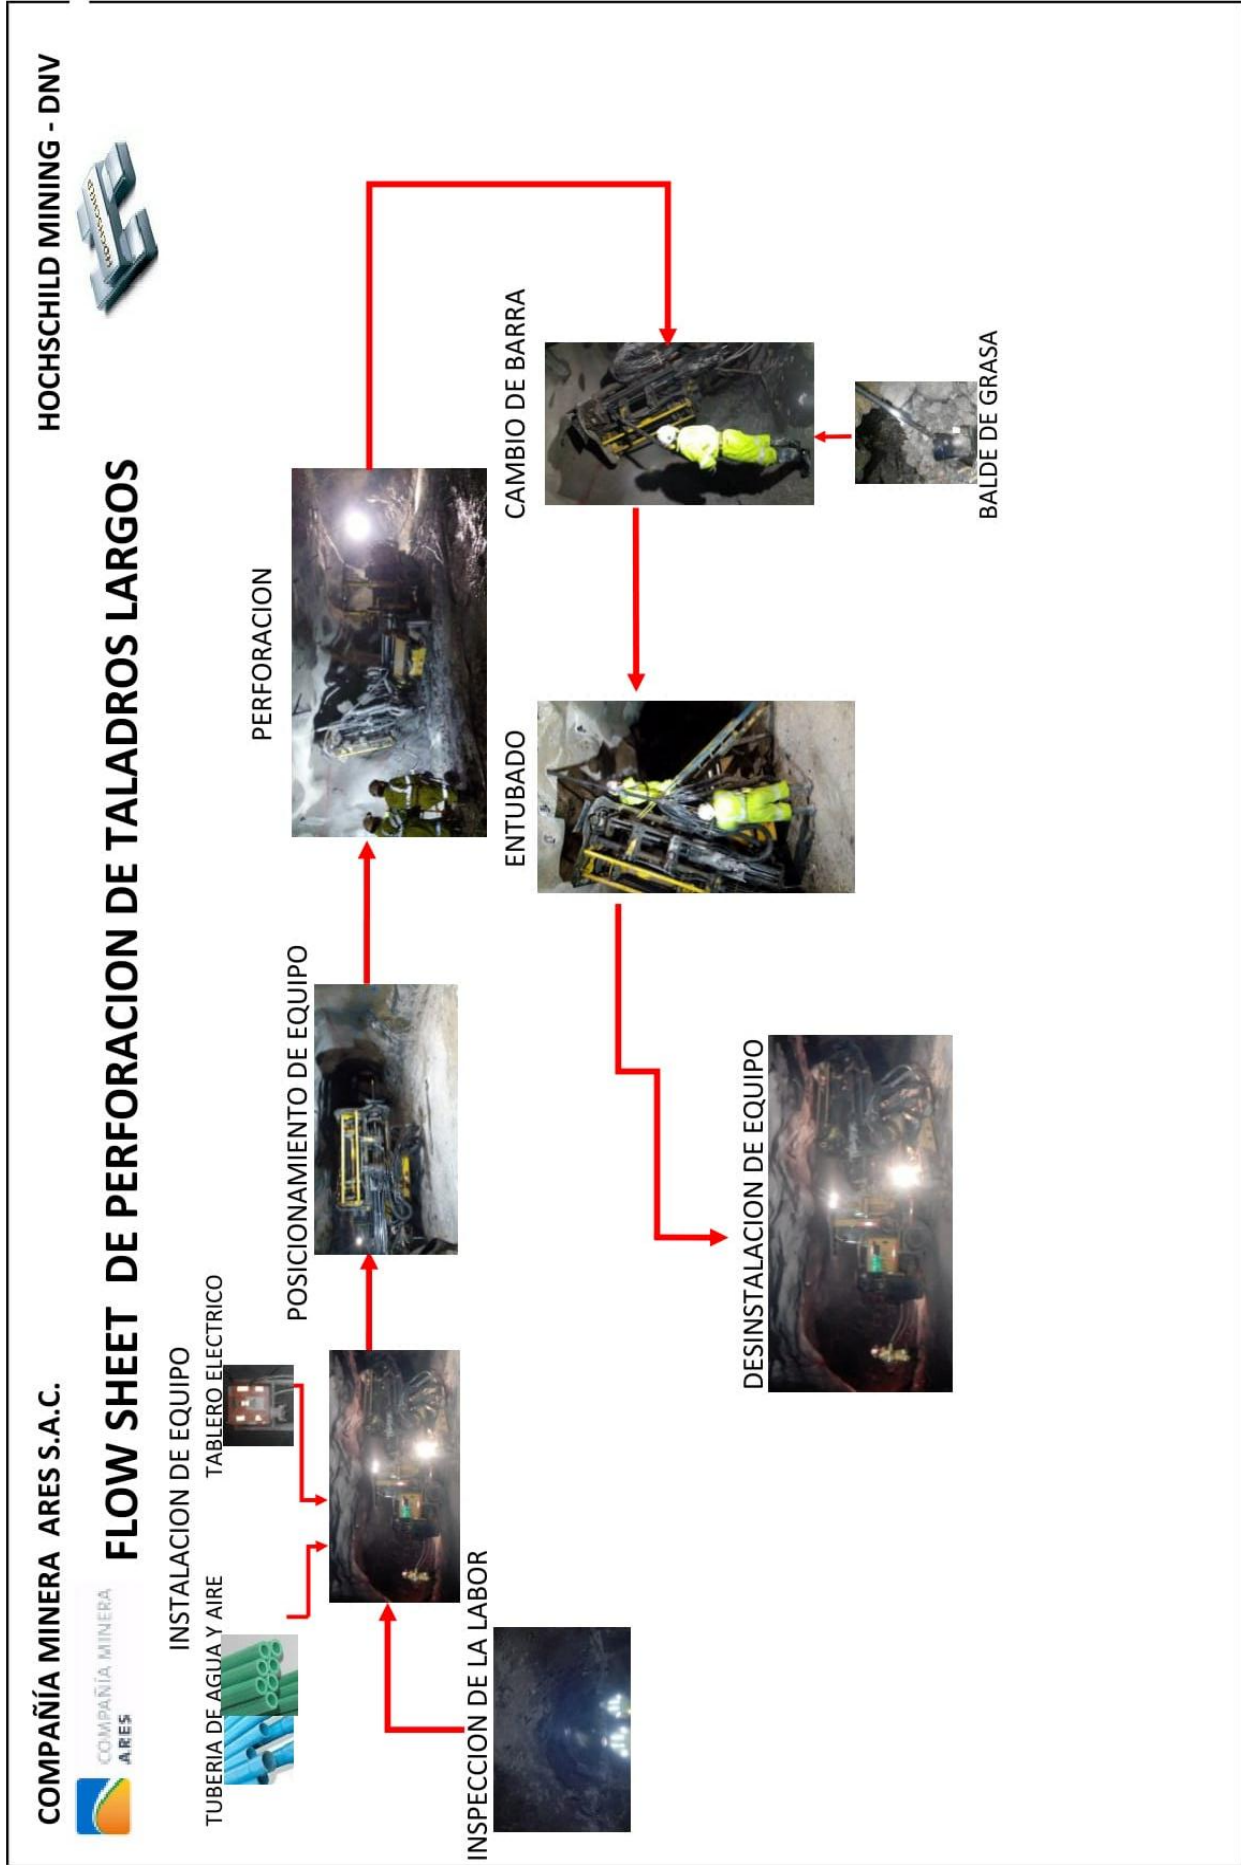 COMPAÑÍA MINERA ARES S.A.C.
HOCHSCHILD MINING - DNV
COMPAÑÍA MINERA
ARES
HOCHSCHILD
FLOW SHEET DE PERFORACION DE TALADROS LARGOS
INSTALACION DE EQUIPO
TUBERIA DE AGUA Y AIRE
TABLERO ELECTRICO
POSICIONAMIENTO DE EQUIPO
PERFORACION
INSPECCION DE LA LABOR
ENTUBADO
CAMBIO DE BARRA
DESINSTALACION DE EQUIPO
BALDE DE GRASA